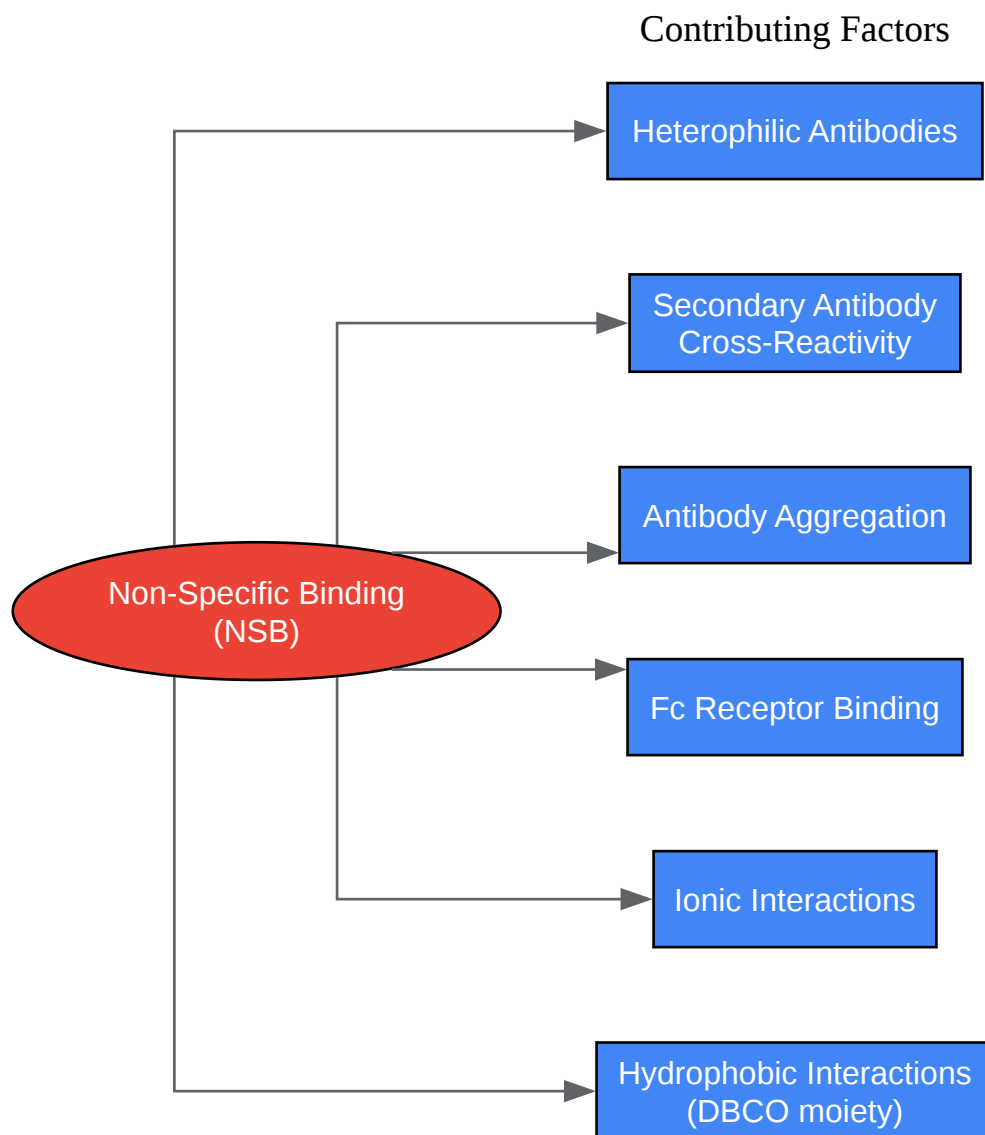 Contributing Factors
Heterophilic Antibodies
Secondary Antibody
Cross-Reactivity
Antibody Aggregation
Non-Specific Binding
(NSB)
Fc Receptor Binding
Ionic Interactions
Hydrophobic Interactions
(DBCO moiety)